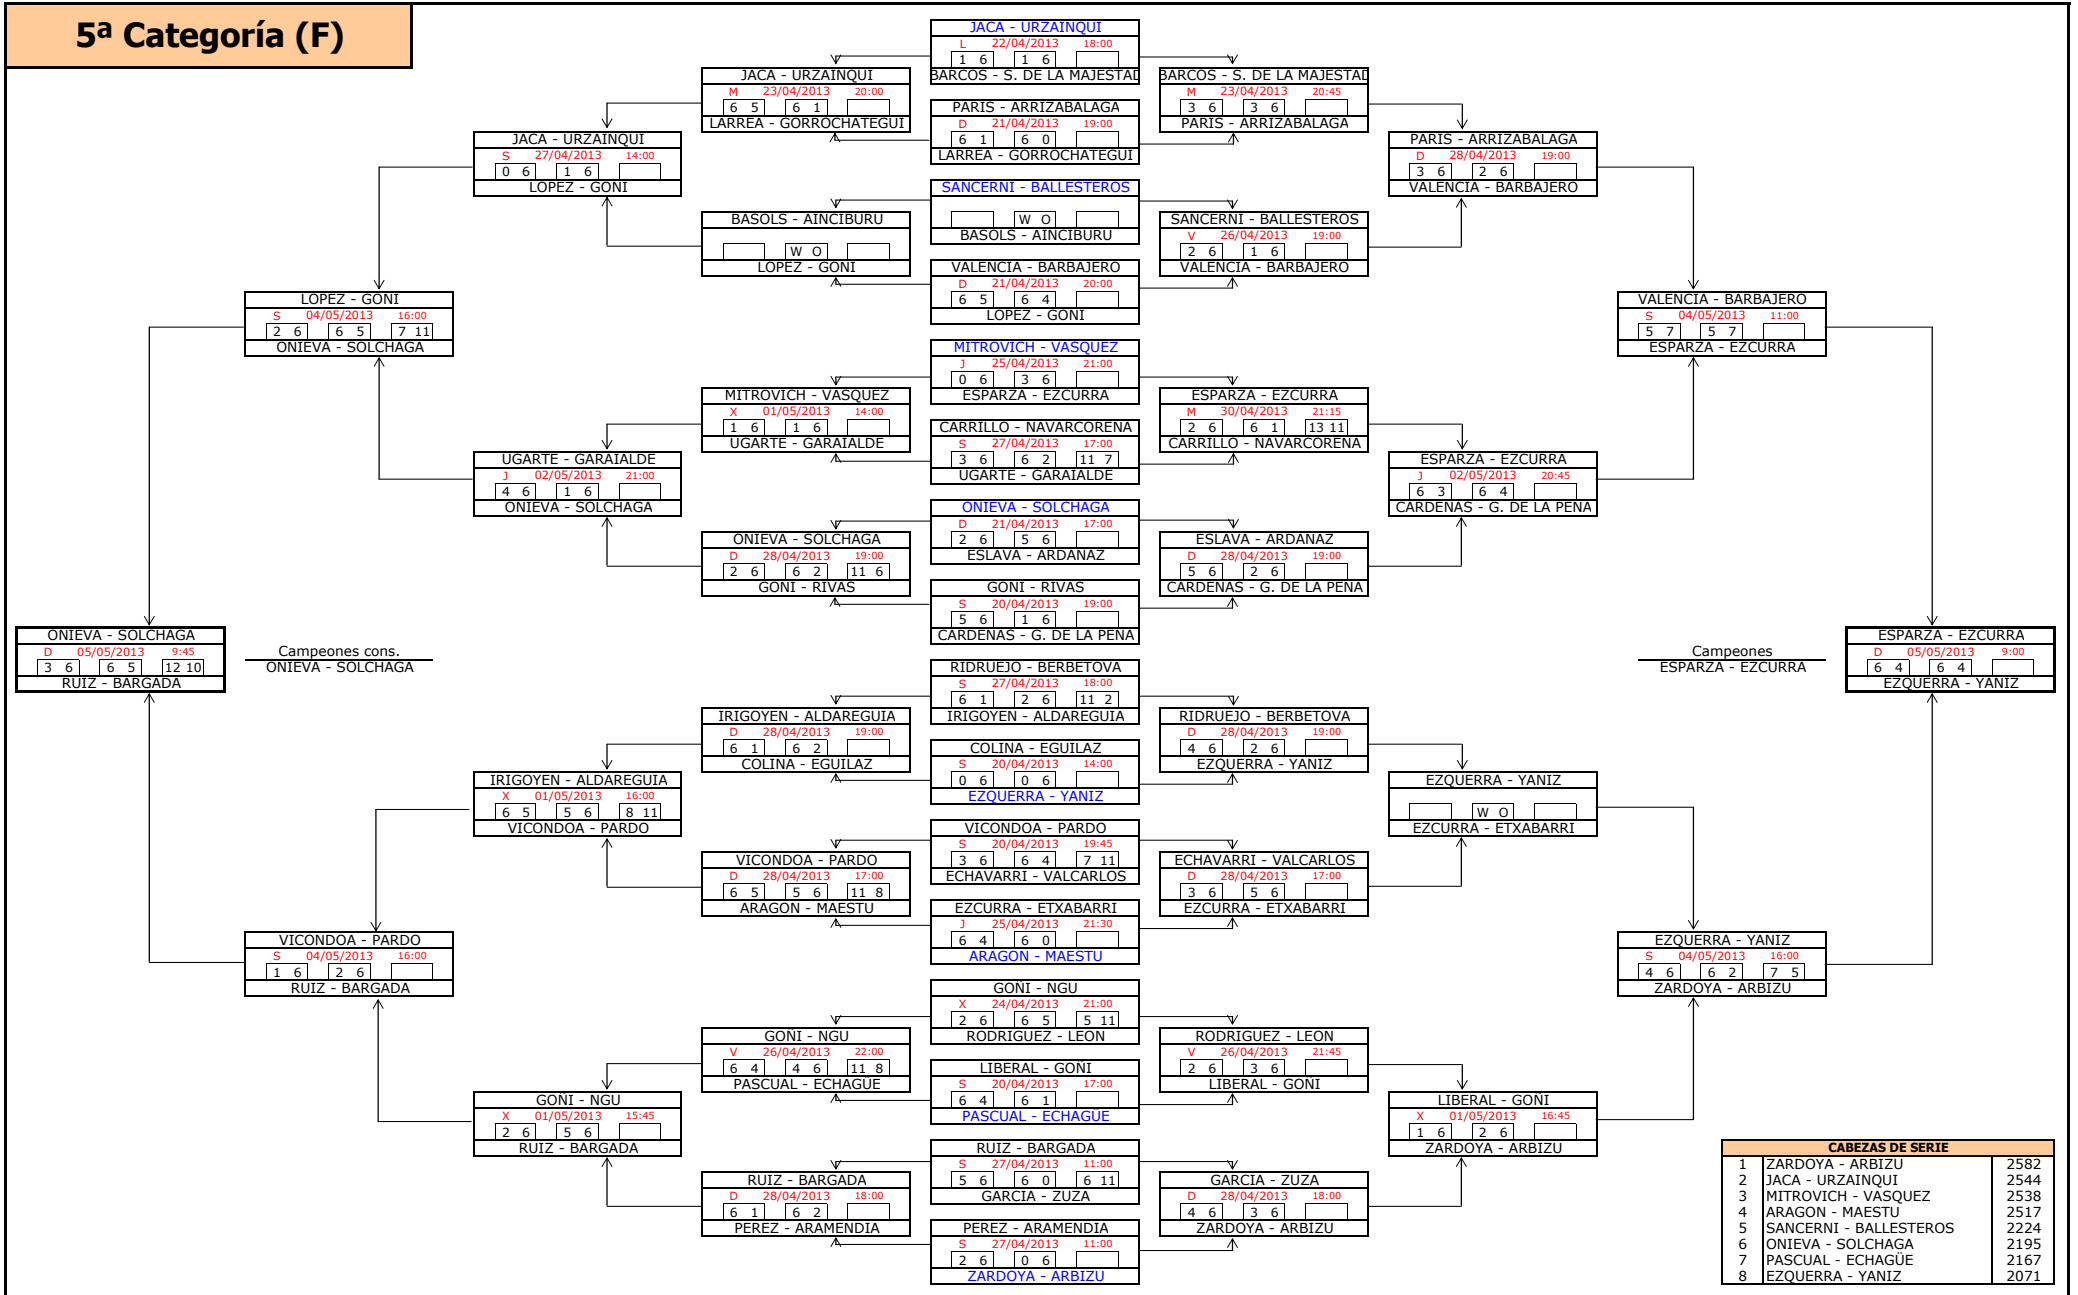 5ª Categoría (F)
JACA - URZAINQUI
L 22/04/2013 18:00
1 6 1 6
BARCOS - S. DE LA MAJESTAD
PARIS - ARRIZABALAGA
D 21/04/2013 19:00
6 1 6 0
LARREA - GORROCHATEGUI
SANCERNI - BALLESTEROS
W O
BASOLS - AINCIBURU
VALENCIA - BARBAJERO
D 21/04/2013 20:00
6 5 6 4
LOPEZ - GOÑI
MITROVICH - VASQUEZ
J 25/04/2013 21:00
0 6 3 6
ESPARZA - EZCURRA
CARRILLO - NAVARCORENA
S 27/04/2013 17:00
3 6 6 2 11 7
UGARTE - GARAIALDE
ONIEVA - SOLCHAGA
D 21/04/2013 17:00
2 6 5 6
ESLAVA - ARDANAZ
GOÑI - RIVAS
S 20/04/2013 19:00
5 6 1 6
CARDENAS - G. DE LA PEÑA
RIDRUEJO - BERBETOVA
S 27/04/2013 18:00
6 1 2 6 11 2
IRIGOYEN - ALDAREGUIA
COLINA - EGUILAZ
S 20/04/2013 14:00
0 6 0 6
EZQUERRA - YANIZ
VICONDOA - PARDO
S 20/04/2013 19:45
3 6 6 4 7 11
ECHAVARRI - VALCARLOS
EZCURRA - ETXABARRI
J 25/04/2013 21:30
6 4 6 0
ARAGON - MAESTU
GOÑI - NGU
X 24/04/2013 21:00
2 6 6 5 5 11
RODRIGUEZ - LEON
LIBERAL - GOÑI
S 20/04/2013 17:00
6 4 6 1
PASCUAL - ECHAGÜE
RUIZ - BARGADA
S 27/04/2013 11:00
5 6 6 0 6 11
GARCIA - ZUZA
PEREZ - ARAMENDIA
S 27/04/2013 11:00
2 6 0 6
ZARDOYA - ARBIZU
JACA - URZAINQUI
M 23/04/2013 20:00
6 5 6 1
LARREA - GORROCHATEGUI
BASOLS - AINCIBURU
W O
LOPEZ - GOÑI
MITROVICH - VASQUEZ
X 01/05/2013 14:00
1 6 1 6
UGARTE - GARAIALDE
ONIEVA - SOLCHAGA
D 28/04/2013 19:00
2 6 6 2 11 6
GOÑI - RIVAS
IRIGOYEN - ALDAREGUIA
D 28/04/2013 19:00
6 1 6 2
COLINA - EGUILAZ
VICONDOA - PARDO
D 28/04/2013 17:00
6 5 5 6 11 8
ARAGON - MAESTU
GOÑI - NGU
V 26/04/2013 22:00
6 4 4 6 11 8
PASCUAL - ECHAGÜE
RUIZ - BARGADA
D 28/04/2013 18:00
6 1 6 2
PEREZ - ARAMENDIA
JACA - URZAINQUI
S 27/04/2013 14:00
0 6 1 6
LOPEZ - GOÑI
UGARTE - GARAIALDE
J 02/05/2013 21:00
4 6 1 6
ONIEVA - SOLCHAGA
IRIGOYEN - ALDAREGUIA
X 01/05/2013 16:00
6 5 5 6 8 11
VICONDOA - PARDO
GOÑI - NGU
X 01/05/2013 15:45
2 6 5 6
RUIZ - BARGADA
LOPEZ - GOÑI
S 04/05/2013 16:00
2 6 6 5 7 11
ONIEVA - SOLCHAGA
VICONDOA - PARDO
S 04/05/2013 16:00
1 6 2 6
RUIZ - BARGADA
ONIEVA - SOLCHAGA
D 05/05/2013 9:45
3 6 6 5 12 10
RUIZ - BARGADA
Campeones cons.
ONIEVA - SOLCHAGA
BARCOS - S. DE LA MAJESTAD
M 23/04/2013 20:45
3 6 3 6
PARIS - ARRIZABALAGA
SANCERNI - BALLESTEROS
V 26/04/2013 19:00
2 6 1 6
VALENCIA - BARBAJERO
ESPARZA - EZCURRA
M 30/04/2013 21:15
2 6 6 1 13 11
CARRILLO - NAVARCORENA
ESLAVA - ARDANAZ
D 28/04/2013 19:00
5 6 2 6
CARDENAS - G. DE LA PEÑA
RIDRUEJO - BERBETOVA
D 28/04/2013 19:00
4 6 2 6
EZQUERRA - YANIZ
ECHAVARRI - VALCARLOS
D 28/04/2013 17:00
3 6 5 6
EZCURRA - ETXABARRI
RODRIGUEZ - LEON
V 26/04/2013 21:45
2 6 3 6
LIBERAL - GOÑI
GARCIA - ZUZA
D 28/04/2013 18:00
4 6 3 6
ZARDOYA - ARBIZU
PARIS - ARRIZABALAGA
D 28/04/2013 19:00
3 6 2 6
VALENCIA - BARBAJERO
ESPARZA - EZCURRA
J 02/05/2013 20:45
6 3 6 4
CARDENAS - G. DE LA PEÑA
EZQUERRA - YANIZ
W O
EZCURRA - ETXABARRI
LIBERAL - GOÑI
X 01/05/2013 16:45
1 6 2 6
ZARDOYA - ARBIZU
VALENCIA - BARBAJERO
S 04/05/2013 11:00
5 7 5 7
ESPARZA - EZCURRA
EZQUERRA - YANIZ
S 04/05/2013 16:00
4 6 6 2 7 5
ZARDOYA - ARBIZU
Campeones
ESPARZA - EZCURRA
ESPARZA - EZCURRA
D 05/05/2013 9:00
6 4 6 4
EZQUERRA - YANIZ
CABEZAS DE SERIE
1 ZARDOYA - ARBIZU 2582
2 JACA - URZAINQUI 2544
3 MITROVICH - VASQUEZ 2538
4 ARAGON - MAESTU 2517
5 SANCERNI - BALLESTEROS 2224
6 ONIEVA - SOLCHAGA 2195
7 PASCUAL - ECHAGÜE 2167
8 EZQUERRA - YANIZ 2071